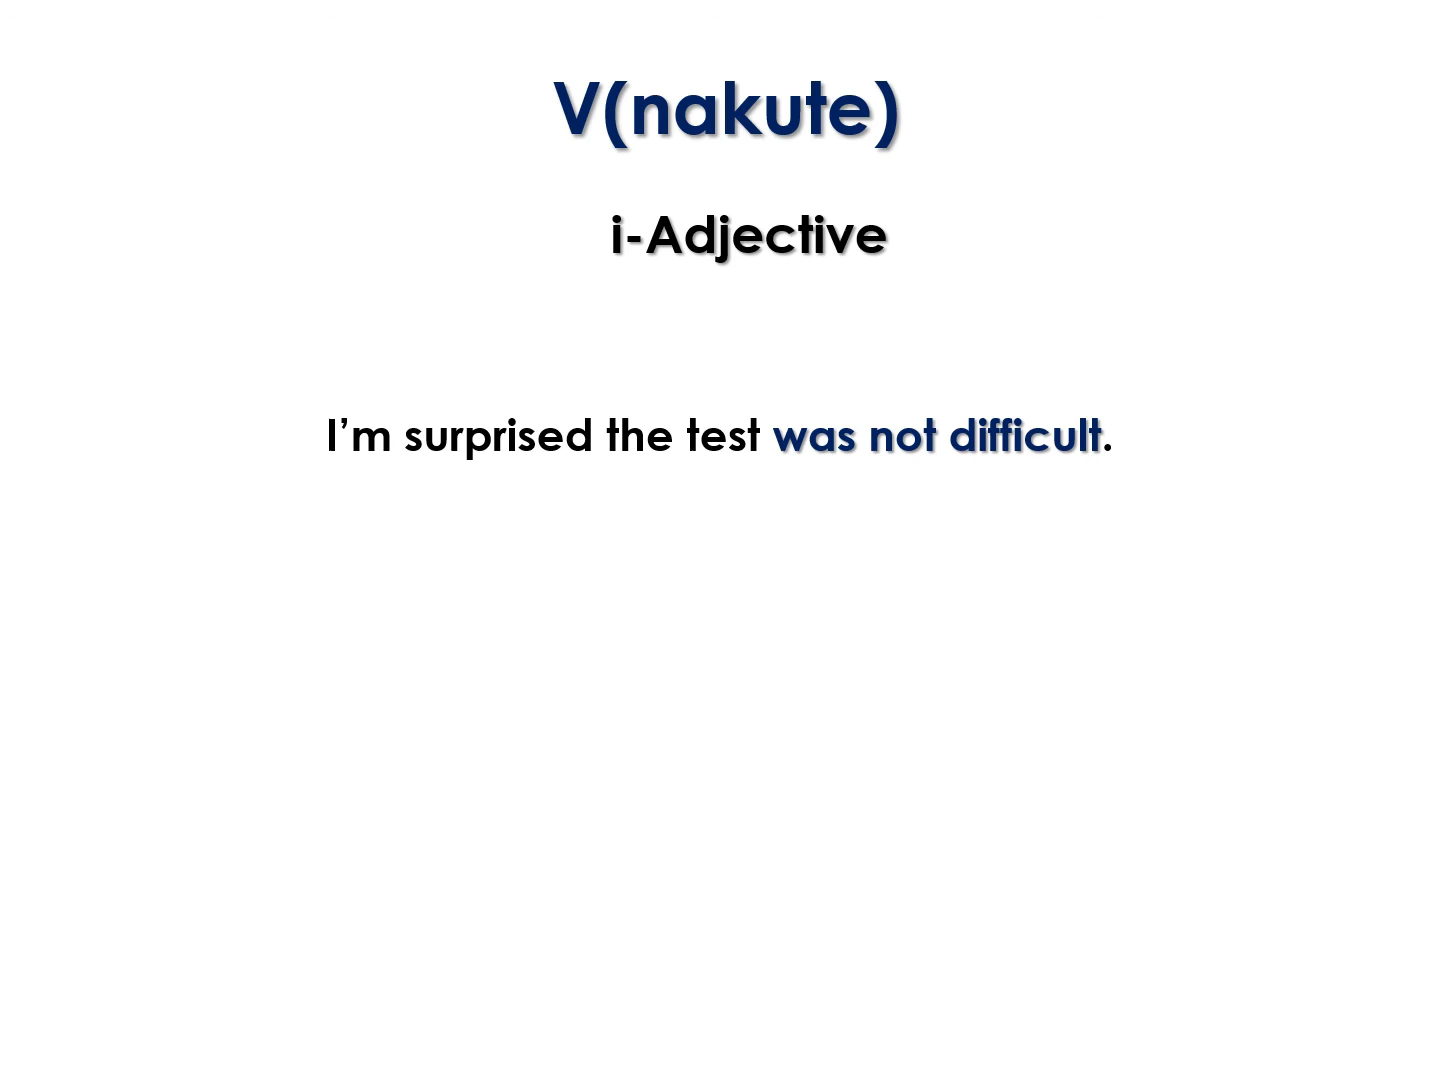 V(nakute)
i-Adjective
I’m surprised the test was not difficult.